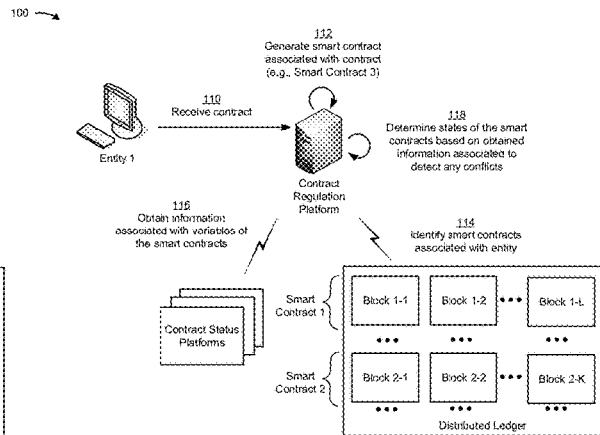 100
112
Generate smart contract
associated with contract
(e.g., Smart Contract 3)
110
Receive contract
Entity 1
118
Determine states of the smart
contracts based on obtained
information associated to
detect any conflicts
Contract
Regulation
Platform
116
Obtain information
associated with variables of
the smart contracts
114
Identify smart contracts
associated with entity
Contract Status
Platforms
Smart
Contract 1
Block 1-1
Block 1-2
Block 1-L
Smart
Contract 2
Block 2-1
Block 2-2
Block 2-K
Distributed Ledger